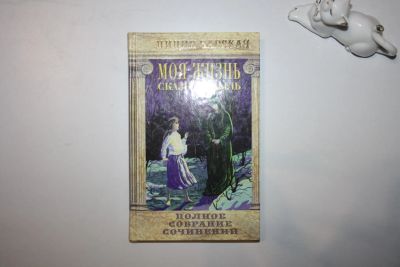 ЛИДИЯ ЧАРСКАЯ
МОЯ ЖИЗНЬ
ПОЛНОЕ
СОБРАНИЕ
СОЧИНЕНИЙ